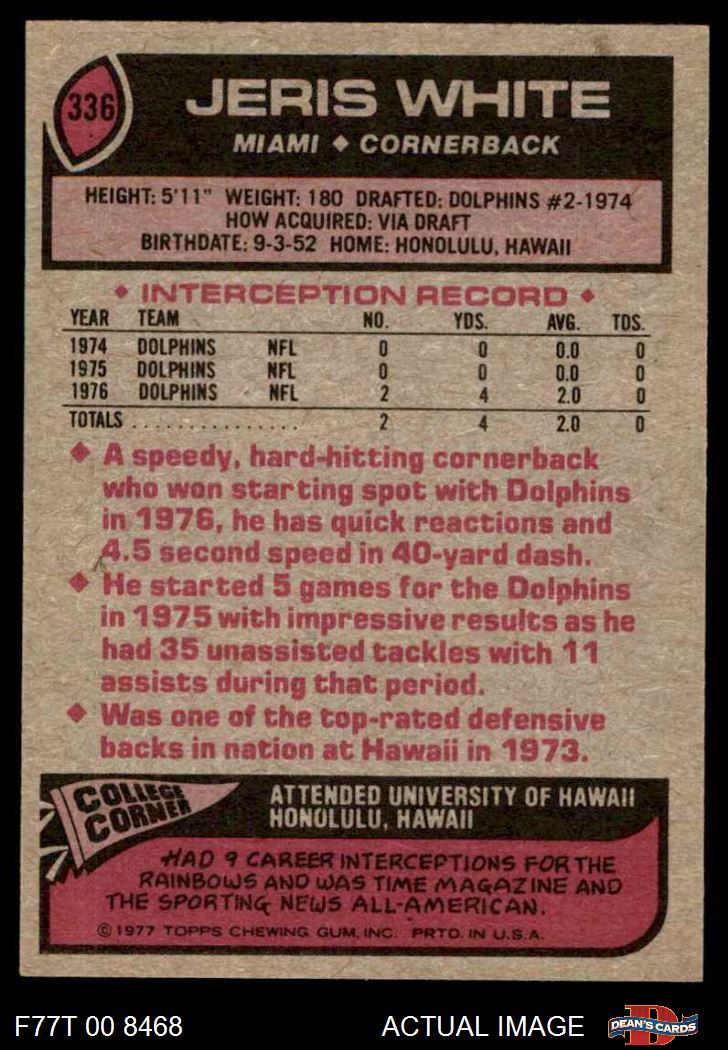 336
JERIS WHITE
MIAMI ♦ CORNERBACK
HEIGHT: 5'11" WEIGHT: 180 DRAFTED: DOLPHINS #2-1974
HOW ACQUIRED: VIA DRAFT
BIRTHDATE: 9-3-52 HOME: HONOLULU, HAWAII
♦ INTERCEPTION RECORD ♦
YEAR TEAM NO. YDS. AVG. TDS.
1974 DOLPHINS NFL 0 0 0.0 0
1975 DOLPHINS NFL 0 0 0.0 0
1976 DOLPHINS NFL 2 4 2.0 0
TOTALS . . . . . . . . . . . . . . . 2 4 2.0 0
♦ A speedy, hard-hitting cornerback
who won starting spot with Dolphins
in 1976, he has quick reactions and
4.5 second speed in 40-yard dash.
♦ He started 5 games for the Dolphins
in 1975 with impressive results as he
had 35 unassisted tackles with 11
assists during that period.
♦ Was one of the top-rated defensive
backs in nation at Hawaii in 1973.
COLLEGE
CORNER
ATTENDED UNIVERSITY OF HAWAII
HONOLULU, HAWAII
HAD 9 CAREER INTERCEPTIONS FOR THE
RAINBOWS AND WAS TIME MAGAZINE AND
THE SPORTING NEWS ALL-AMERICAN.
© 1977 TOPPS CHEWING GUM, INC. PRTD. IN U.S.A.
F77T 00 8468 ACTUAL IMAGE
D
DEAN'S CARDS